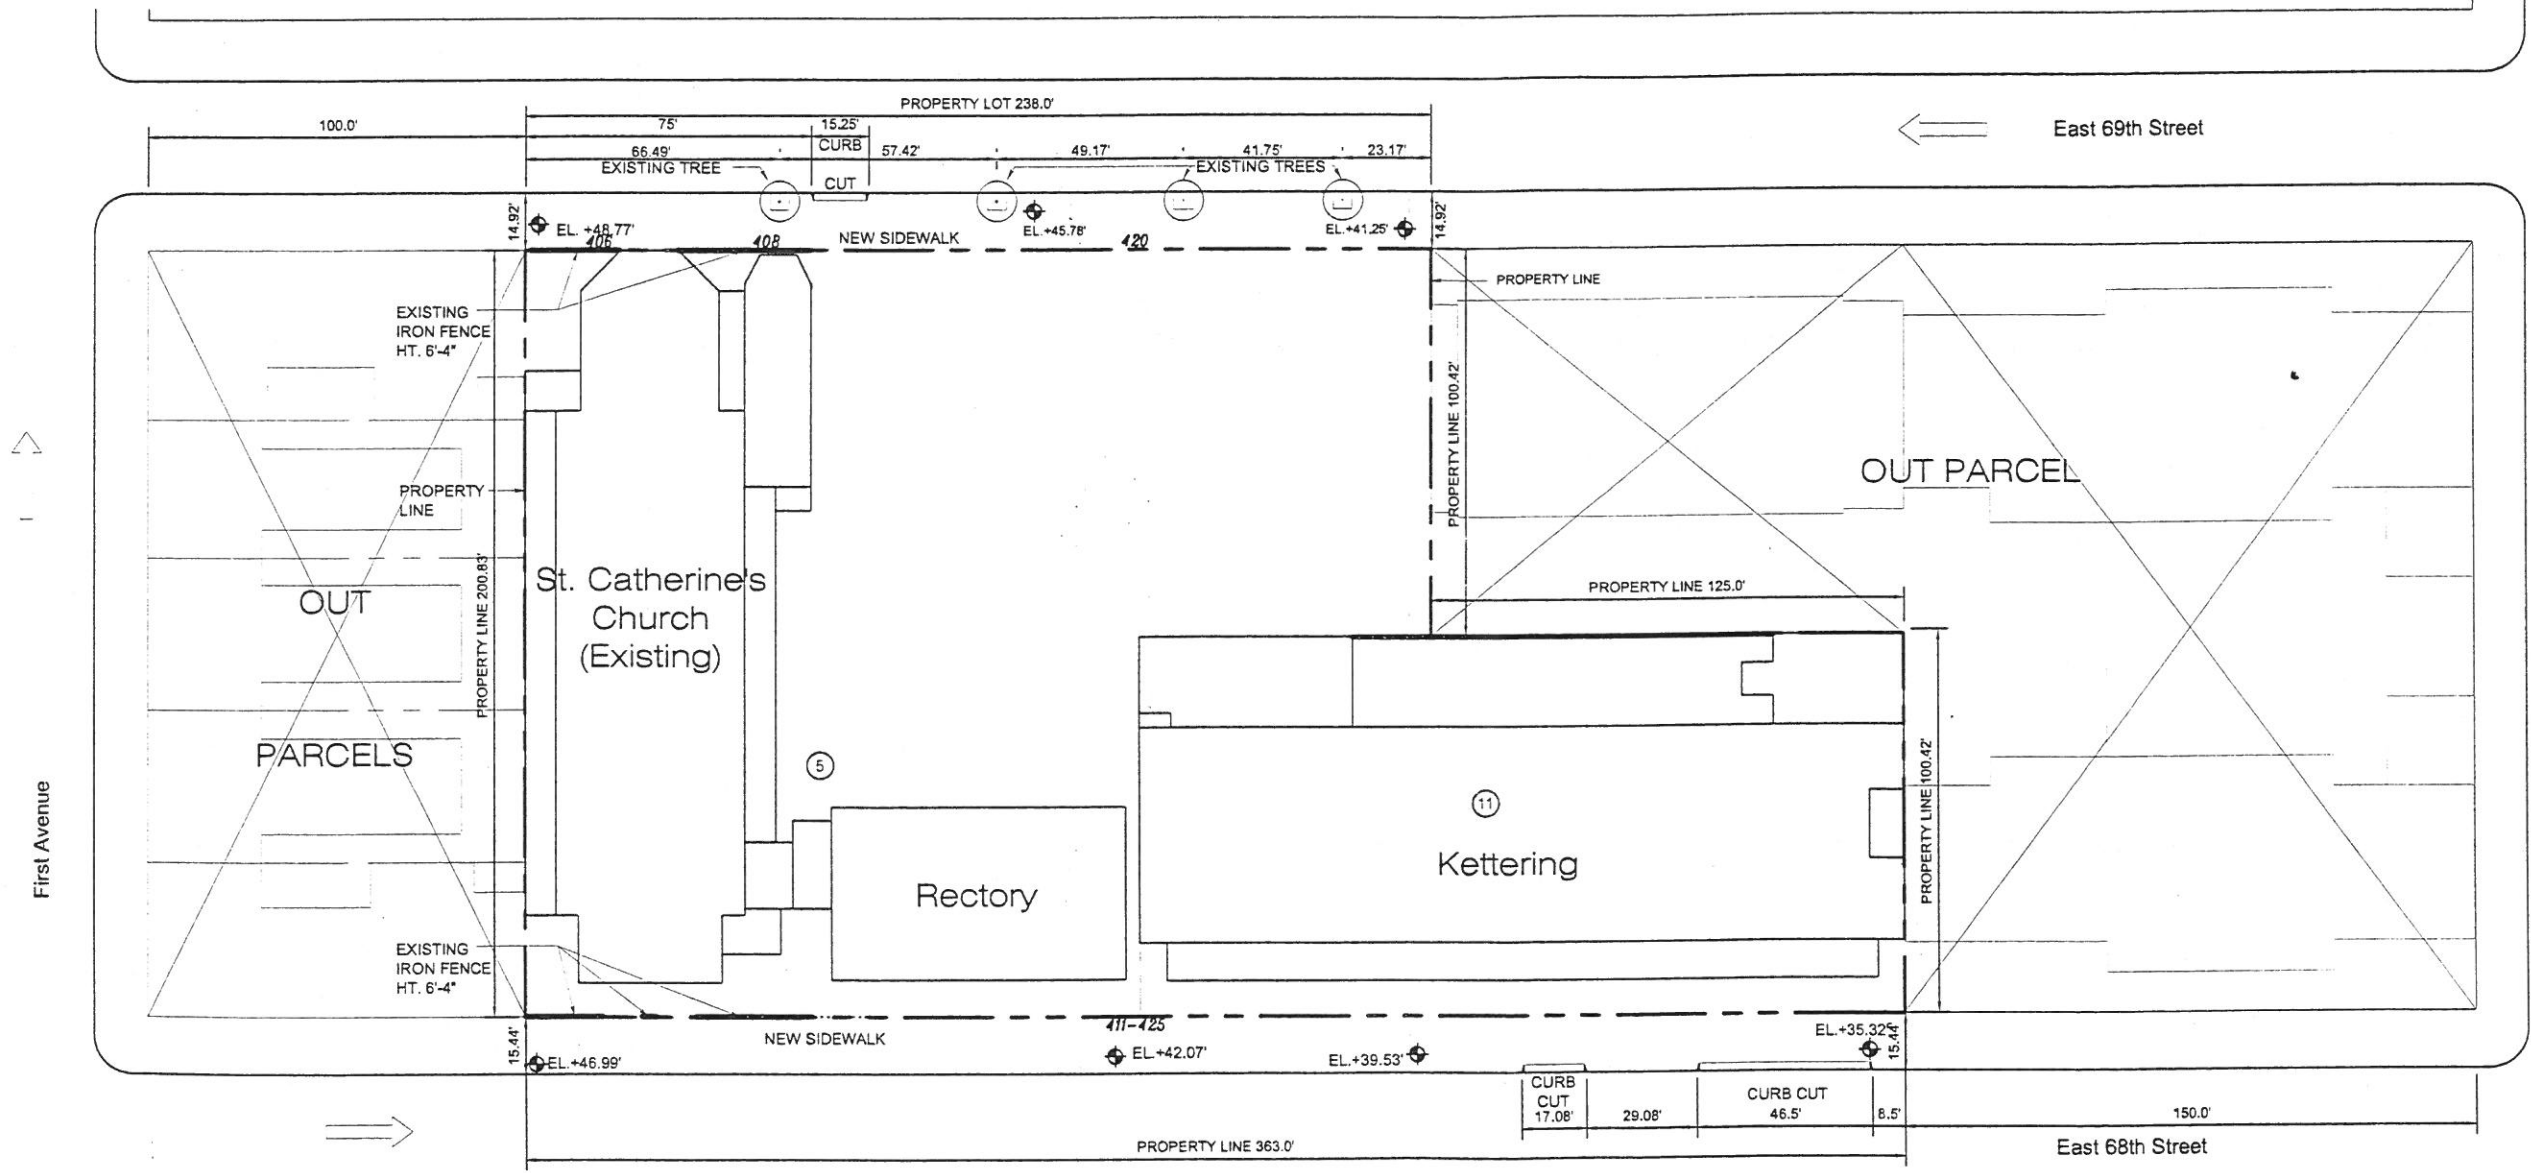 PROPERTY LOT 238.0'
100.0'
75'
15.25'
CURB
CUT
66.49'
57.42'
49.17'
41.75'
23.17'
EXISTING TREE
EXISTING TREES
East 69th Street
14.92'
EL. +48.77'
406
408
NEW SIDEWALK
EL.+45.78'
420
EL.+41.25'
14.92'
PROPERTY LINE
EXISTING
IRON FENCE
HT. 6'-4"
PROPERTY LINE 100.42'
OUT PARCEL
PROPERTY
LINE
PROPERTY LINE 200.83'
St. Catherine's
Church
(Existing)
OUT
PARCELS
PROPERTY LINE 125.0'
5
11
Kettering
Rectory
PROPERTY LINE 100.42'
First Avenue
EXISTING
IRON FENCE
HT. 6'-4"
15.44'
NEW SIDEWALK
411-425
EL.+46.99'
EL.+42.07'
EL.+39.53'
EL.+35.32'
15.44'
CURB
CUT
17.08'
29.08'
CURB CUT
46.5'
8.5'
150.0'
PROPERTY LINE 363.0'
East 68th Street